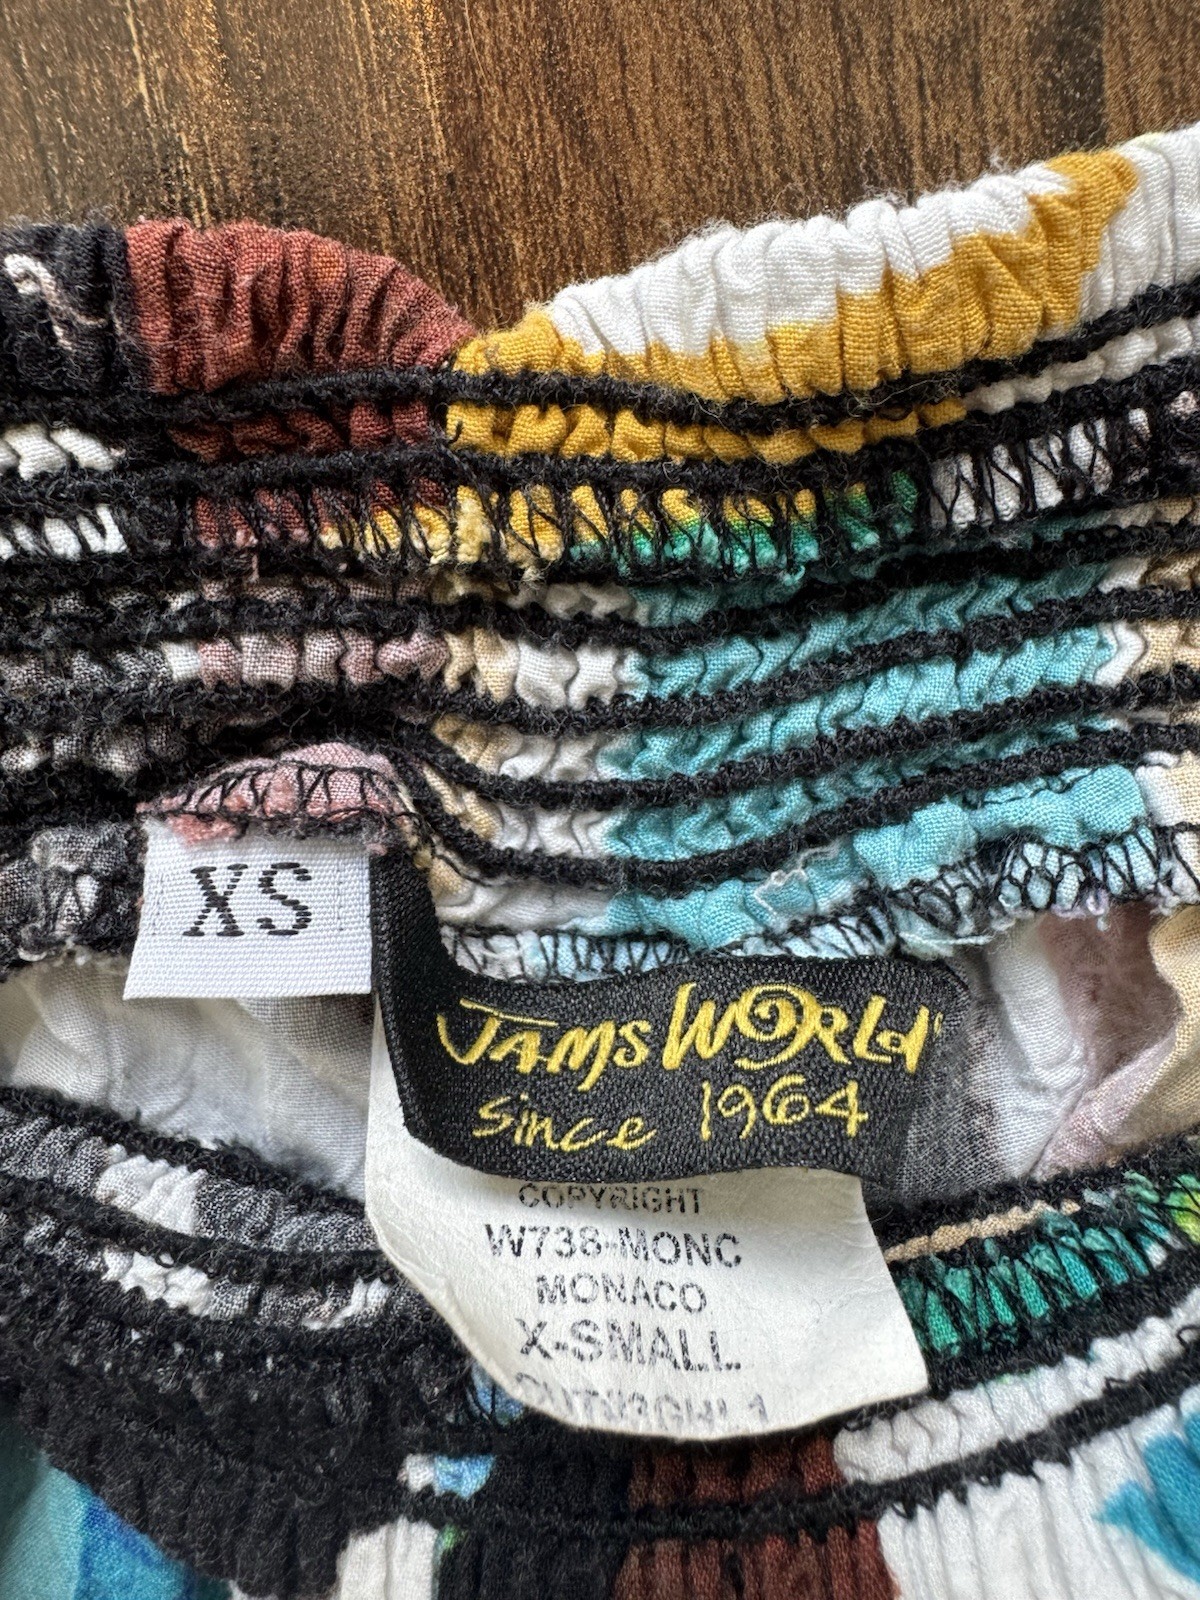 XS
JAMS WORLD
since 1964
COPYRIGHT
W738-MONC
MONACO
X-SMALL